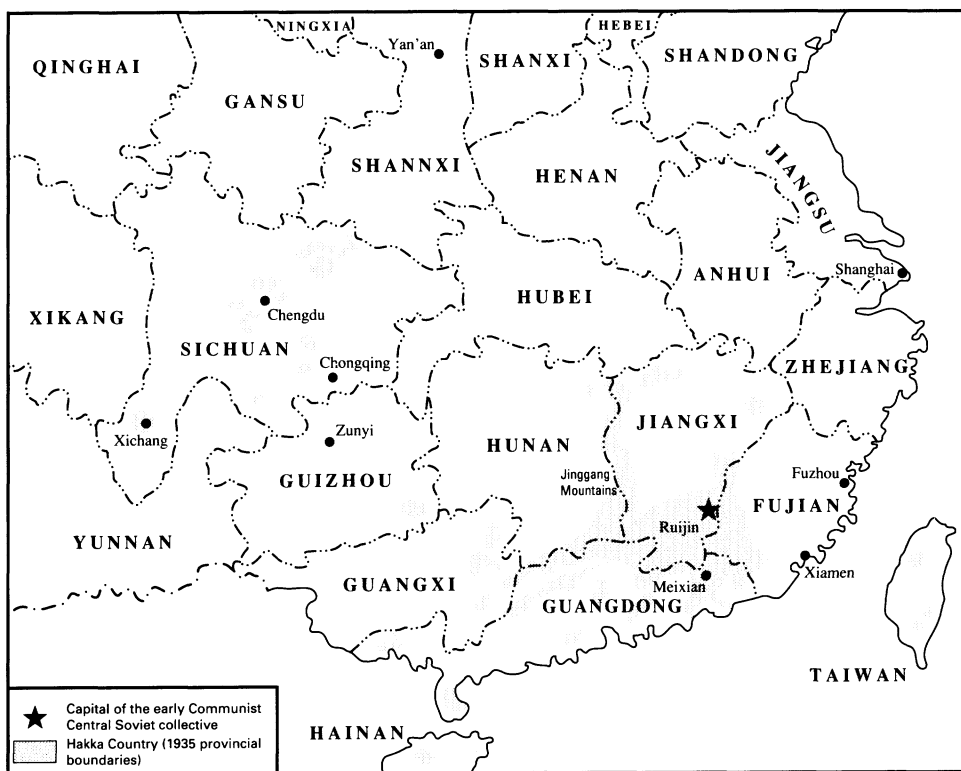 NINGXIA
HEBEI
Yan'an
QINGHAI
SHANXI
SHANDONG
GANSU
SHANNXI
HENAN
JIANGSU
ANHUI
Shanghai
HUBEI
Chengdu
XIKANG
SICHUAN
Chongqing
ZHEJIANG
JIANGXI
Xichang
Zunyi
HUNAN
GUIZHOU
Jinggang
Mountains
Fuzhou
FUJIAN
Ruijin
YUNNAN
Xiamen
GUANGXI
Meixian
GUANGDONG
TAIWAN
HAINAN
Capital of the early Communist
Central Soviet collective
Hakka Country (1935 provincial
boundaries)